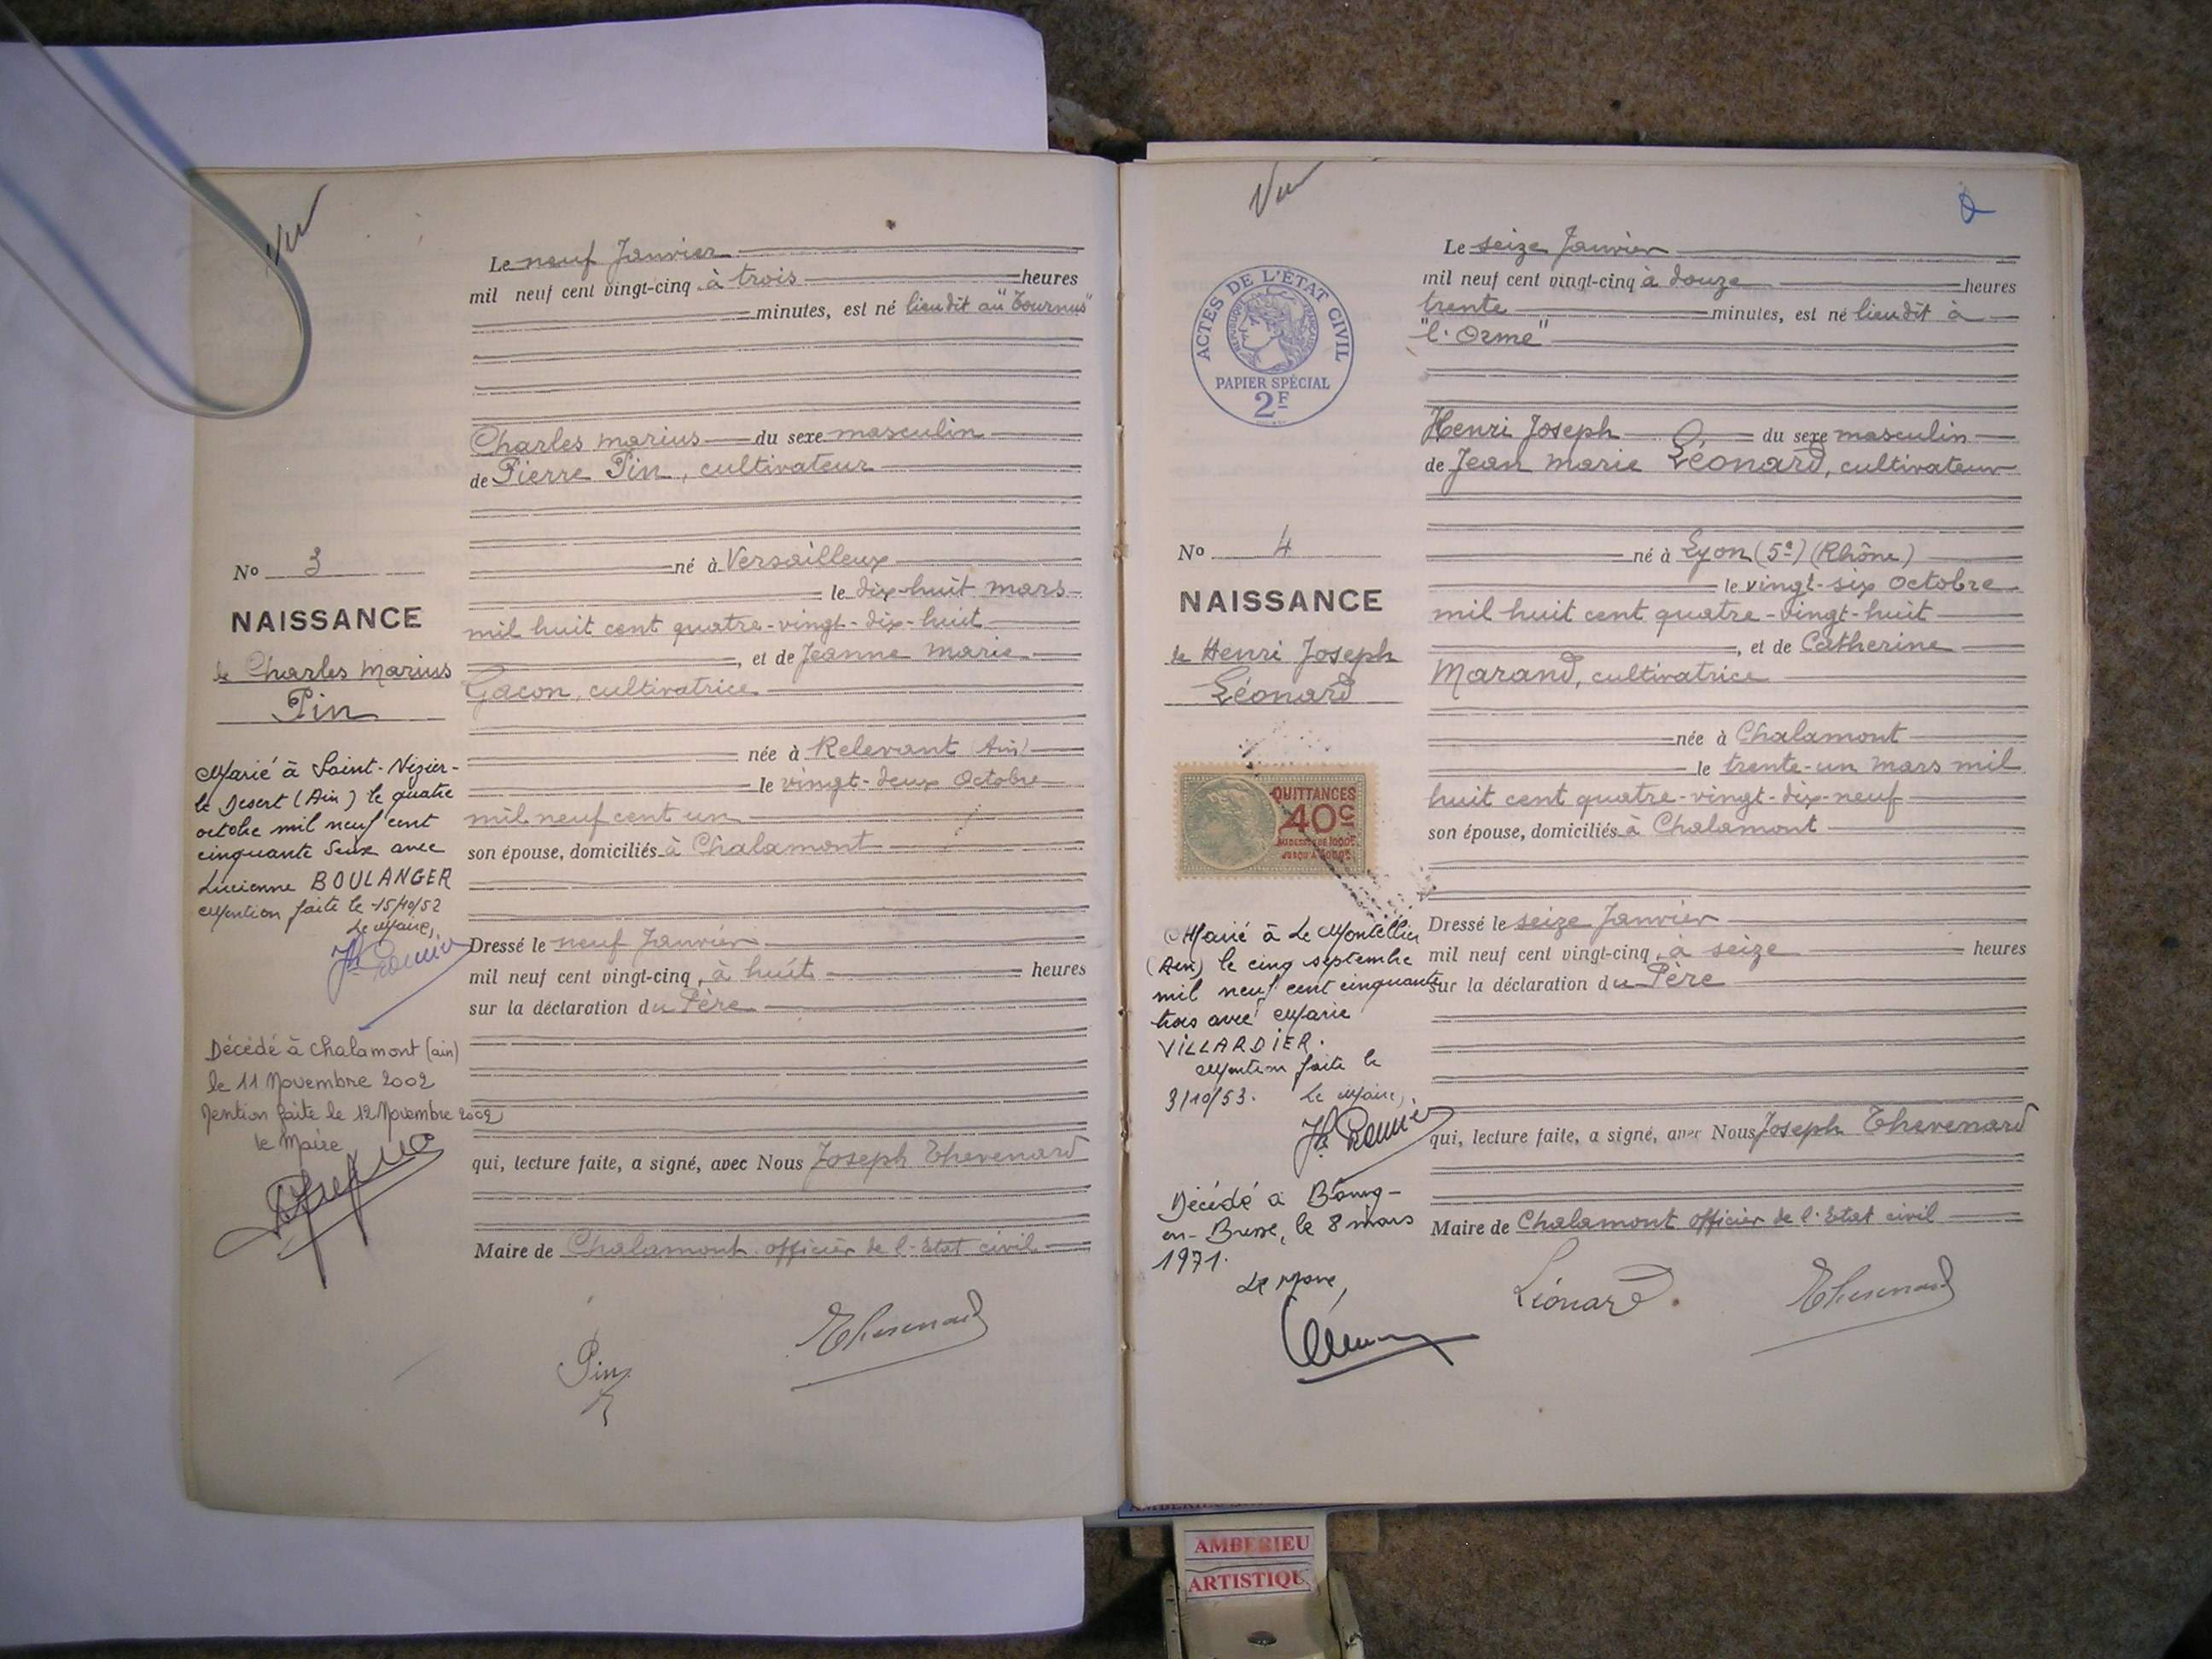 Vu
Le neuf Janvier
mil neuf cent vingt-cinq à trois heures
minutes, est né lieu dit au "Tournus"
Charles Marius du sexe masculin
de Pierre Pin, cultivateur
né à Versailleux
le dix-huit mars
mil huit cent quatre-vingt-dix-huit
, et de Jeanne Marie
Gacon, cultivatrice
née à Relevant (Ain)
le vingt-deux Octobre
mil neuf cent un
son épouse, domiciliés à Chalamont
Dressé le neuf Janvier
mil neuf cent vingt-cinq, à huit heures
sur la déclaration du Père
qui, lecture faite, a signé, avec Nous Joseph Thevenard
Maire de Chalamont officier de l'Etat civil
Pin
Thevenard
No 3
NAISSANCE
de Charles Marius
Pin
Marié à Saint-Nizier-
le Desert (Ain) le quatre
octobre mil neuf cent
cinquante deux avec
Lucienne BOULANGER
Mention faite le 15/10/52
Le Maire,
Décédé à Chalamont (ain)
le 11 Novembre 2002
Mention faite le 12 Novembre 2002
le Maire
Vu
2
ACTES DE L'ÉTAT CIVIL
RÉPUBLIQUE FRANÇAISE
PAPIER SPÉCIAL
2F
Le seize Janvier
mil neuf cent vingt-cinq à douze heures
trente minutes, est né lieu dit à
"l'Orme"
Henri Joseph du sexe masculin
de Jean Marie Léonard, cultivateur
né à Lyon (5e) (Rhône)
le vingt-six Octobre
mil huit cent quatre-vingt-huit
, et de Catherine
Marand, cultivatrice
née à Chalamont
le trente-un mars mil
huit cent quatre-vingt-dix-neuf
son épouse, domiciliés à Chalamont
Dressé le seize Janvier
mil neuf cent vingt-cinq, à seize heures
sur la déclaration du Père
qui, lecture faite, a signé, avec Nous Joseph Thevenard
Maire de Chalamont officier de l'Etat civil
Léonard
Thevenard
No 4
NAISSANCE
de Henri Joseph
Léonard
QUITTANCES
40c
AU DESSUS DE 1000F
Marié à Le Montellier
(Ain) le cinq septembre
mil neuf cent cinquante
trois avec Marie
VILLARDIER.
Mention faite le
3/10/53. Le Maire,
Décédé à Bourg-
en-Bresse, le 8 mars
1971.
Le Maire,
AMBERIEU
ARTISTIQU